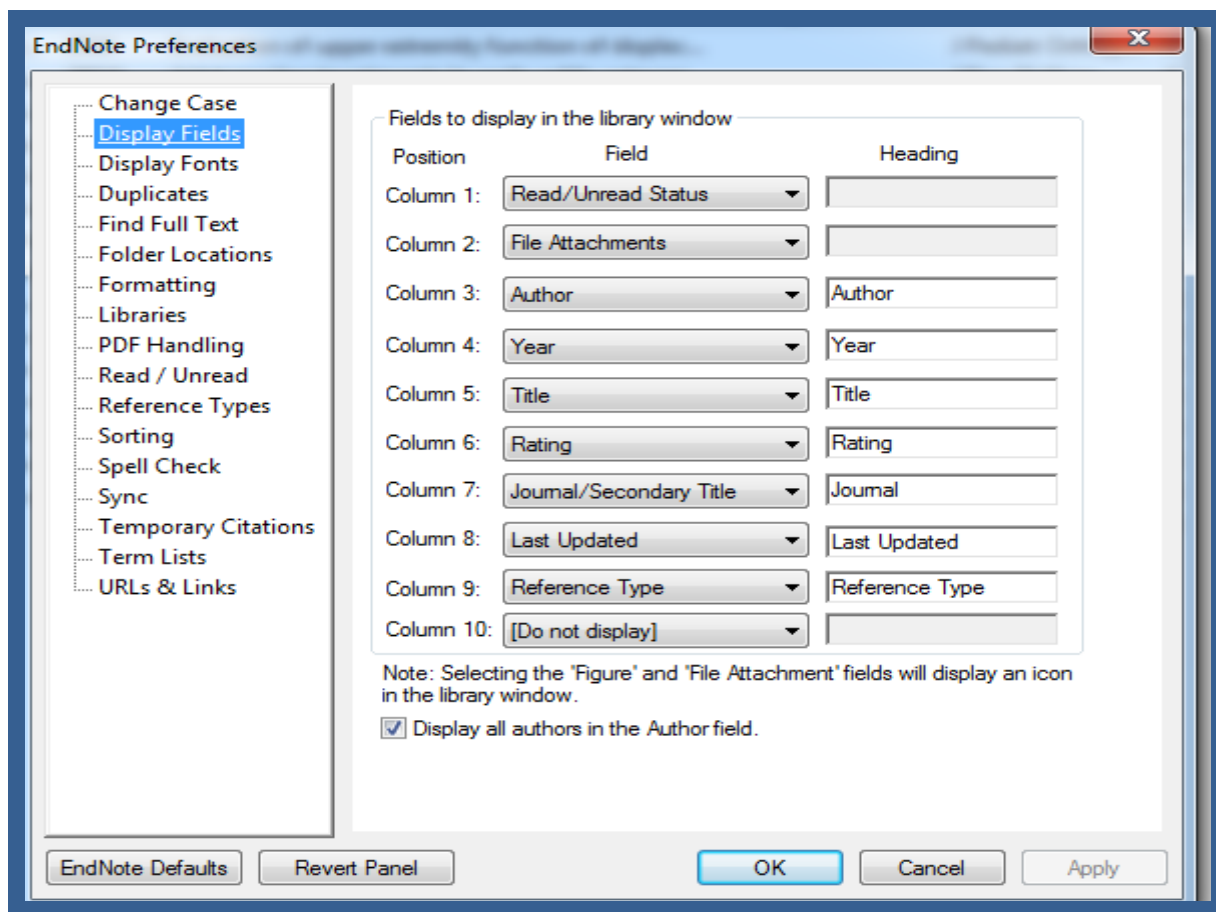 EndNote Preferences
Change Case
Display Fields
Display Fonts
Duplicates
Find Full Text
Folder Locations
Formatting
Libraries
PDF Handling
Read / Unread
Reference Types
Sorting
Spell Check
Sync
Temporary Citations
Term Lists
URLs & Links
Fields to display in the library window
Position Field Heading
Column 1: Read/Unread Status
Column 2: File Attachments
Column 3: Author Author
Column 4: Year Year
Column 5: Title Title
Column 6: Rating Rating
Column 7: Journal/Secondary Title Journal
Column 8: Last Updated Last Updated
Column 9: Reference Type Reference Type
Column 10: [Do not display]
Note: Selecting the "Figure" and "File Attachment" fields will display an icon
in the library window.
Display all authors in the Author field.
EndNote Defaults Revert Panel OK Cancel Apply